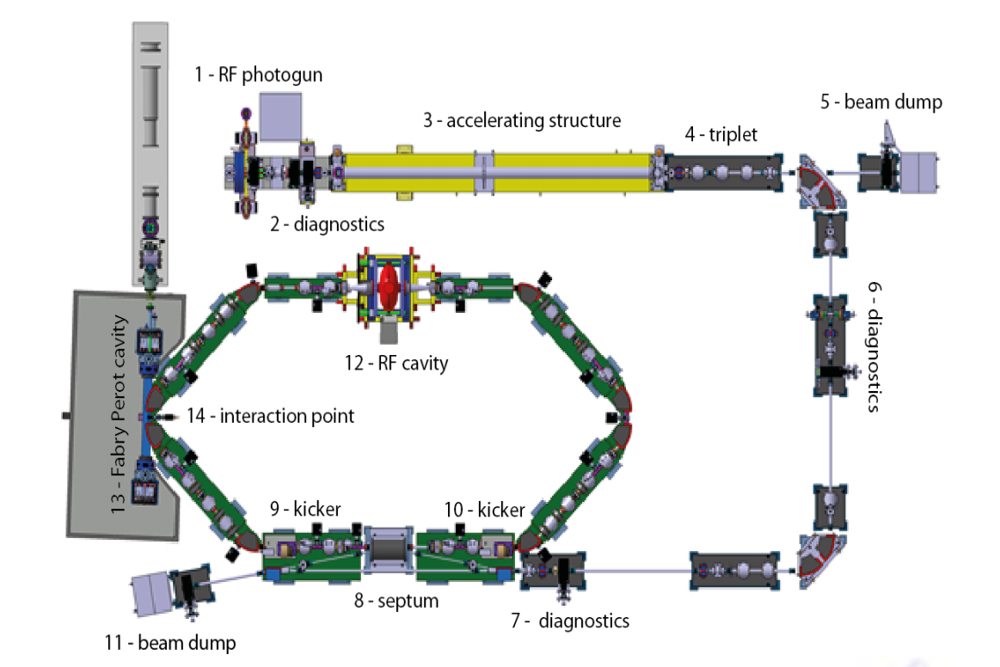 1 - RF photogun
2 - diagnostics
3 - accelerating structure
4 - triplet
5 - beam dump
6 - diagnostics
7 - diagnostics
8 - septum
9 - kicker
10 - kicker
11 - beam dump
12 - RF cavity
13 - Fabry Perot cavity
14 - interaction point